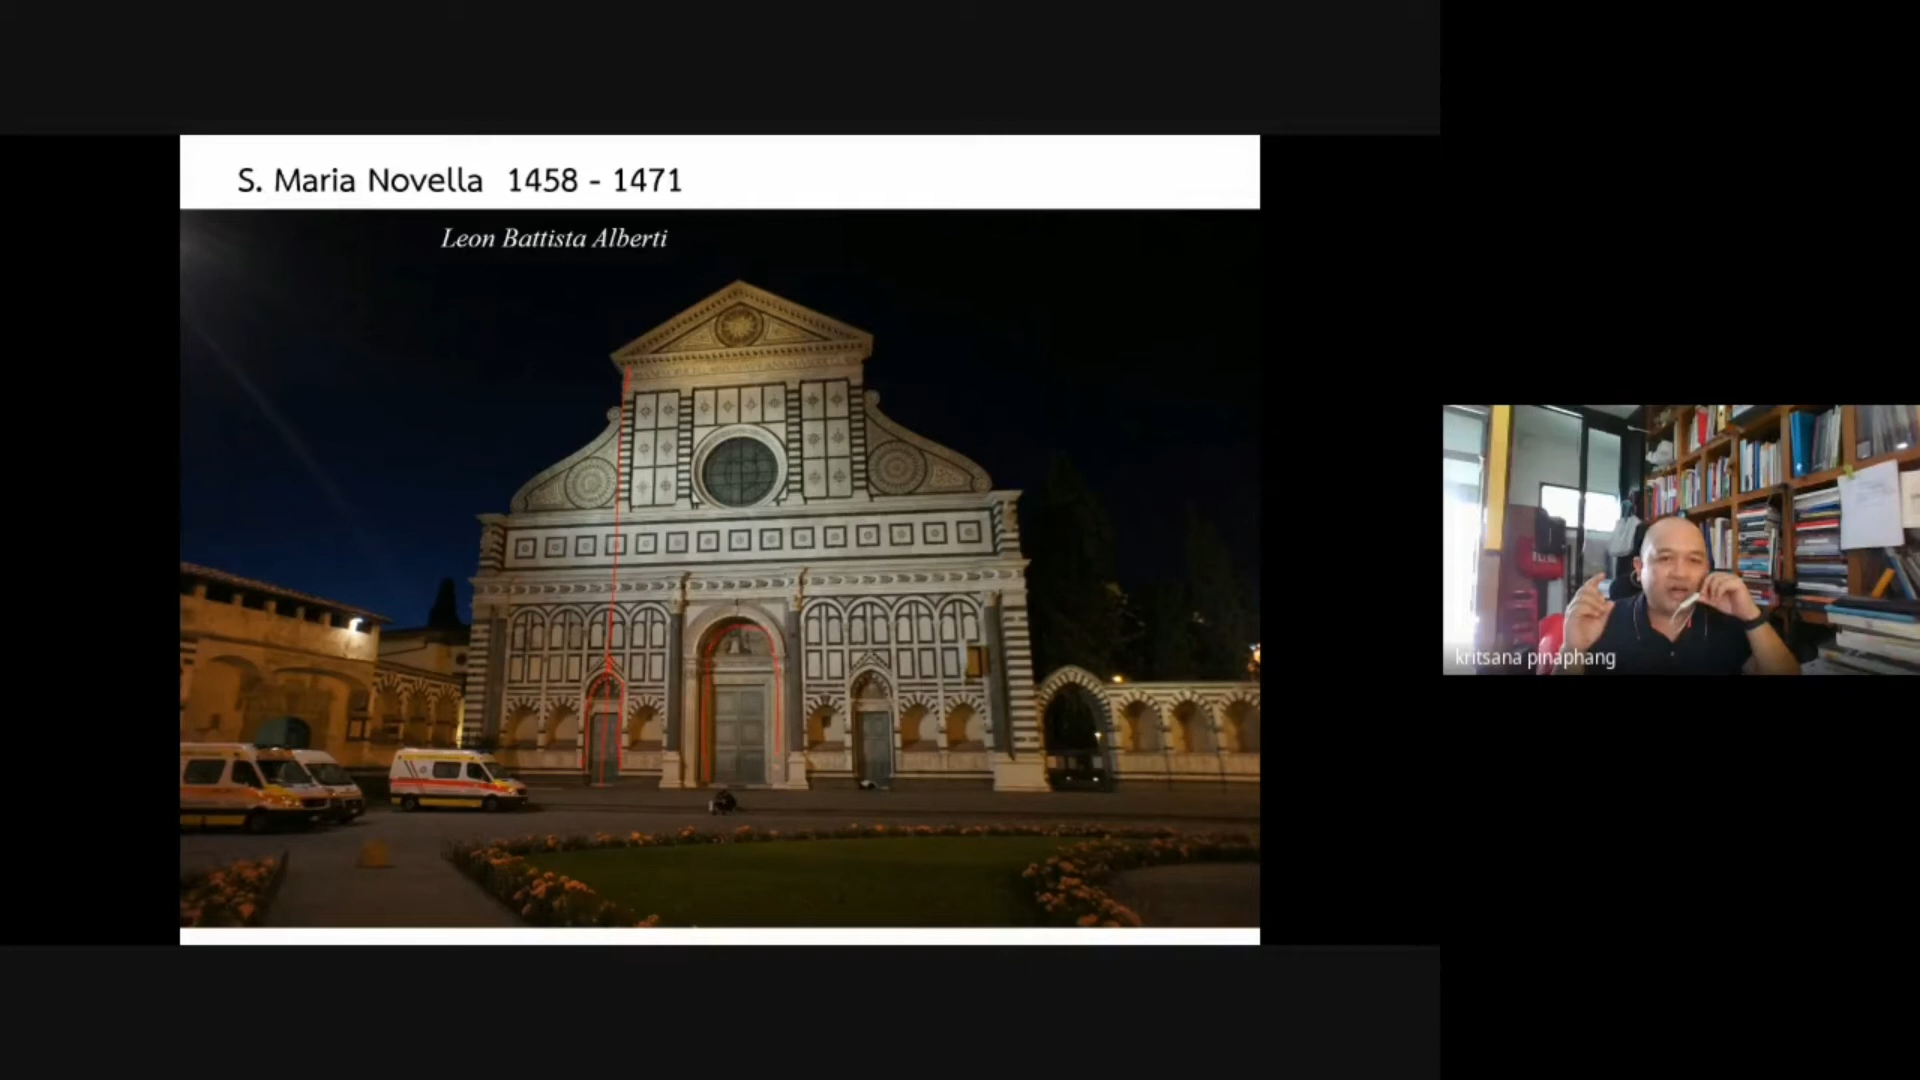 S. Maria Novella 1458 - 1471
Leon Battista Alberti
kritsana pinaphang